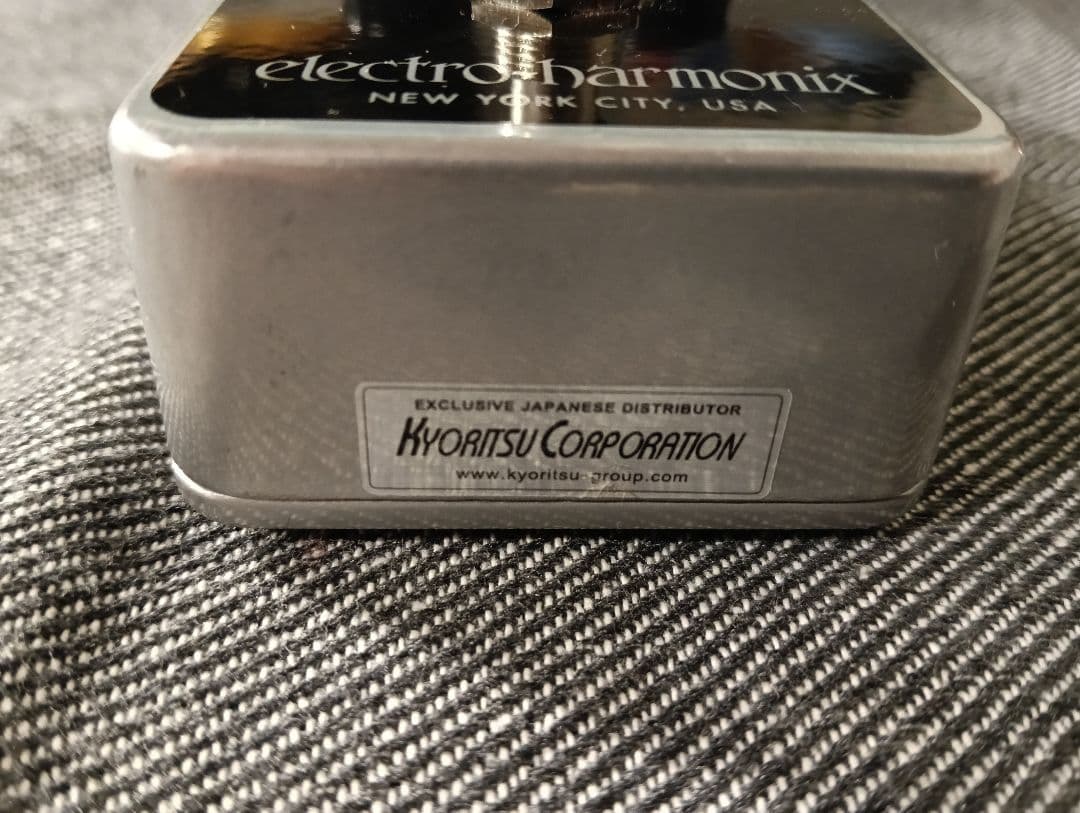 electro-harmonix
NEW YORK CITY, USA
EXCLUSIVE JAPANESE DISTRIBUTOR
KYORITSU CORPORATION
www.kyoritsu-group.com